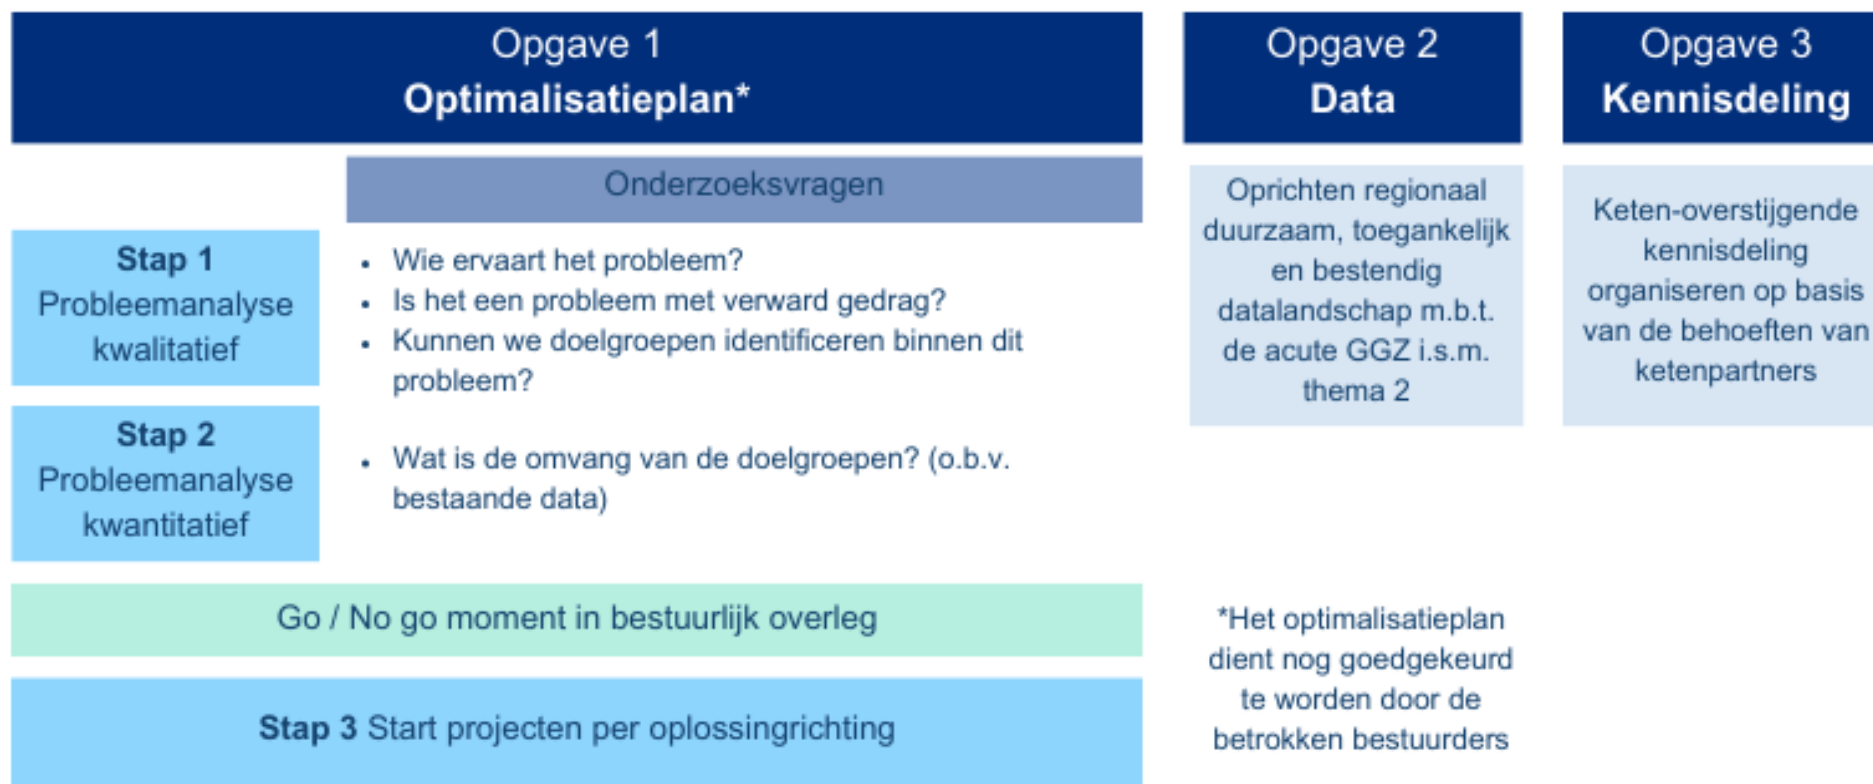 Opgave 1
Optimalisatieplan*
Onderzoeksvragen
Stap 1
Probleemanalyse
kwalitatief
• Wie ervaart het probleem?
• Is het een probleem met verward gedrag?
• Kunnen we doelgroepen identificeren binnen dit
probleem?
Stap 2
Probleemanalyse
kwantitatief
• Wat is de omvang van de doelgroepen? (o.b.v.
bestaande data)
Go / No go moment in bestuurlijk overleg
Stap 3 Start projecten per oplossingrichting
Opgave 2
Data
Oprichten regionaal
duurzaam, toegankelijk
en bestendig
datalandschap m.b.t.
de acute GGZ i.s.m.
thema 2
*Het optimalisatieplan
dient nog goedgekeurd
te worden door de
betrokken bestuurders
Opgave 3
Kennisdeling
Keten-overstijgende
kennisdeling
organiseren op basis
van de behoeften van
ketenpartners